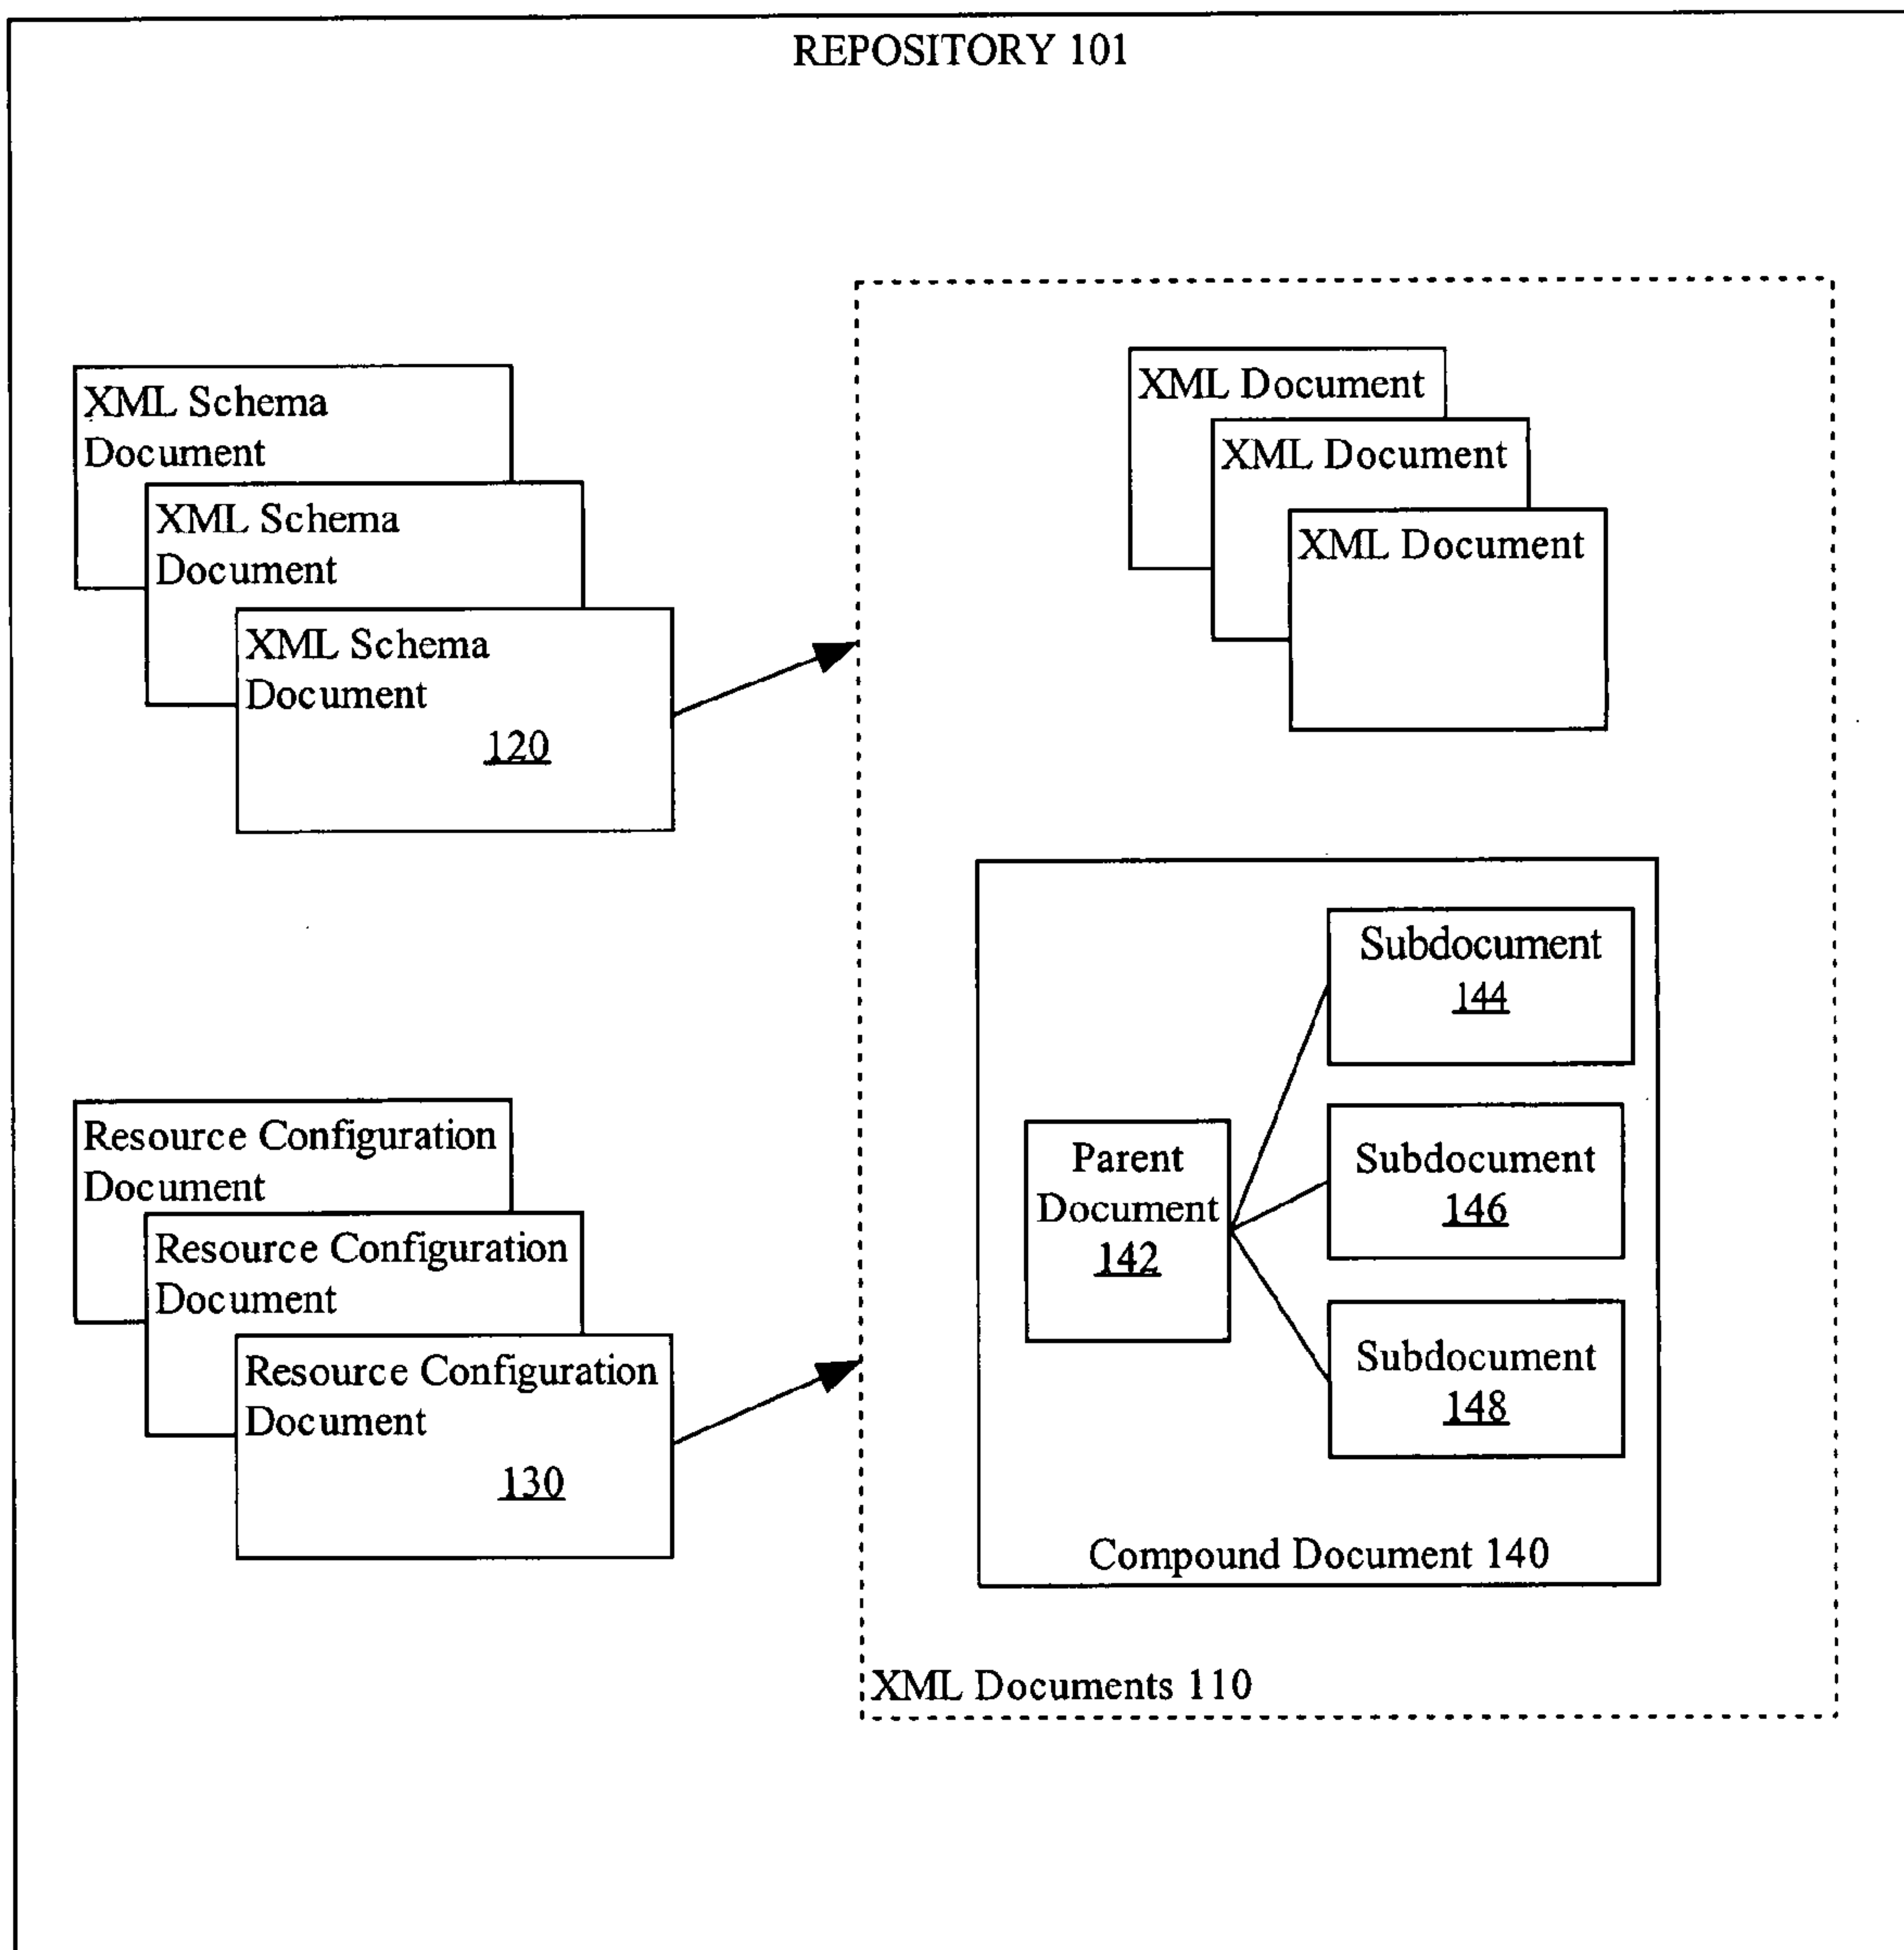 REPOSITORY 101
XML Schema
Document
XML Schema
Document
XML Schema
Document
120
Resource Configuration
Document
Resource Configuration
Document
Resource Configuration
Document
130
XML Document
XML Document
XML Document
Subdocument
144
Parent
Document
142
Subdocument
146
Subdocument
148
Compound Document 140
XML Documents 110